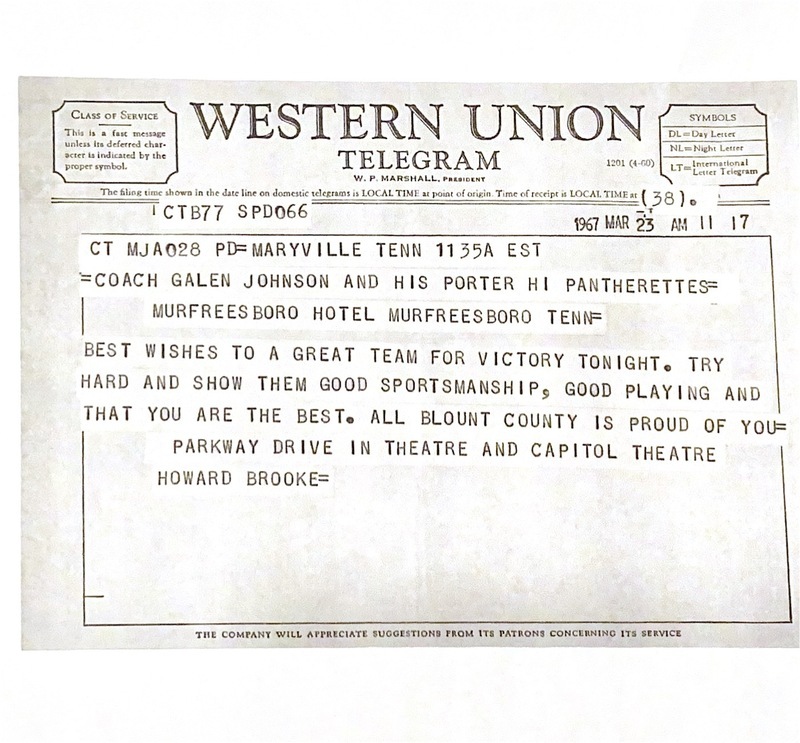 CLASS OF SERVICE
This is a fast message
unless its deferred char-
acter is indicated by the
proper symbol.
WESTERN UNION
TELEGRAM
W. P. MARSHALL, PRESIDENT
1201 (4-60)
SYMBOLS
DL=Day Letter
NL=Night Letter
LT=International Letter Telegram
The filing time shown in the date line on domestic telegrams is LOCAL TIME at point of origin. Time of receipt is LOCAL TIME at
(38).
CTB77 SPD066
1967 MAR 23 AM 11 17
CT MJA028 PD=MARYVILLE TENN 1135A EST
=COACH GALEN JOHNSON AND HIS PORTER HI PANTHERETTES=
MURFREESBORO HOTEL MURFREESBORO TENN=
BEST WISHES TO A GREAT TEAM FOR VICTORY TONIGHT. TRY
HARD AND SHOW THEM GOOD SPORTSMANSHIP, GOOD PLAYING AND
THAT YOU ARE THE BEST. ALL BLOUNT COUNTY IS PROUD OF YOU=
PARKWAY DRIVE IN THEATRE AND CAPITOL THEATRE
HOWARD BROOKE=
THE COMPANY WILL APPRECIATE SUGGESTIONS FROM ITS PATRONS CONCERNING ITS SERVICE